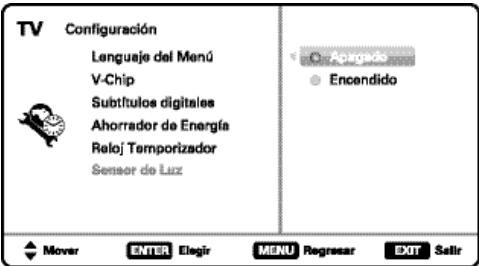 TV Configuración
Lenguaje del Menú
Apagado
V-Chip
Encendido
Subtítulos digitales
Ahorrador de Energía
Reloj Temporizador
Sensor de Luz
Mover ENTER Elegir MENU Regresar EXIT Salir